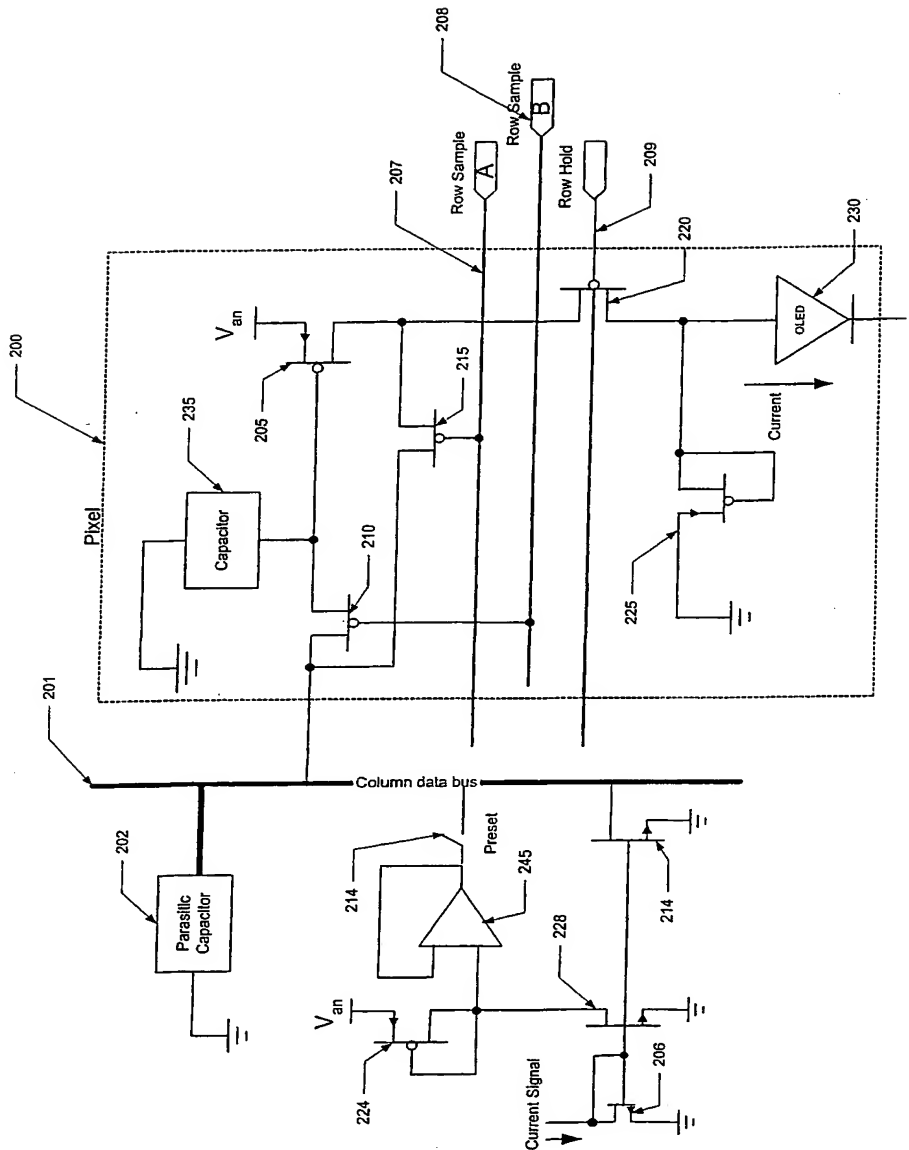 200
Pixel
235
Capacitor
V an
205
210
215
207
Row Sample
A
208
Row Sample
B
Row Hold
209
220
230
OLED
Current
225
201
Column data bus
202
Parasitic
Capacitor
214
Preset
245
V an
224
228
214
Current Signal
206